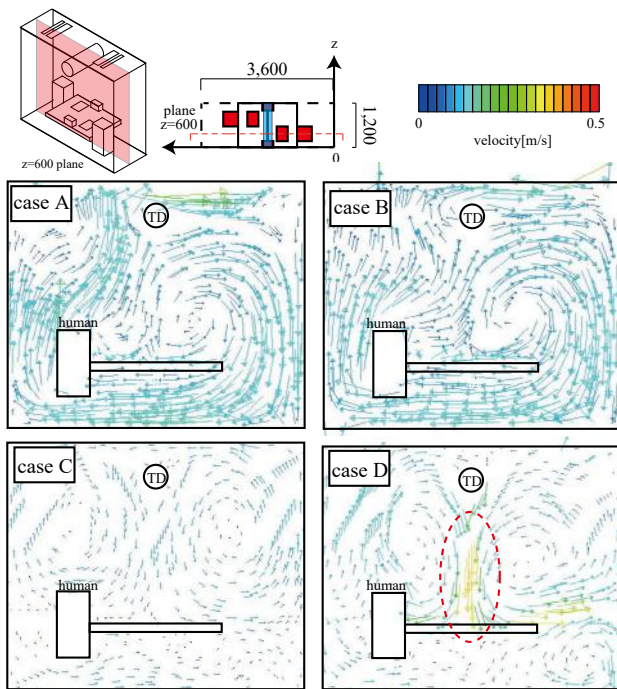 z
3,600
plane
z=600
1,200
0
z=600 plane
0
0.5
velocity[m/s]
case A
TD
human
case B
TD
human
case C
TD
human
case D
TD
human